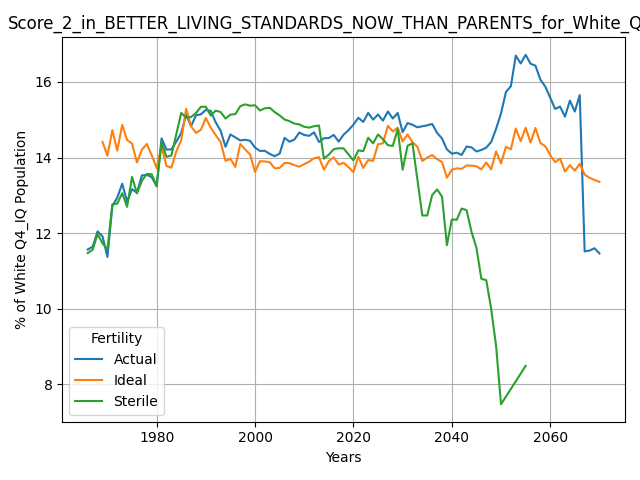 Score_2_in_BETTER_LIVING_STANDARDS_NOW_THAN_PARENTS_for_White_Q
% of White Q4_IQ Population
16
14
12
10
8
Fertility
Actual
Ideal
Sterile
1980
2000
2020
2040
2060
Years